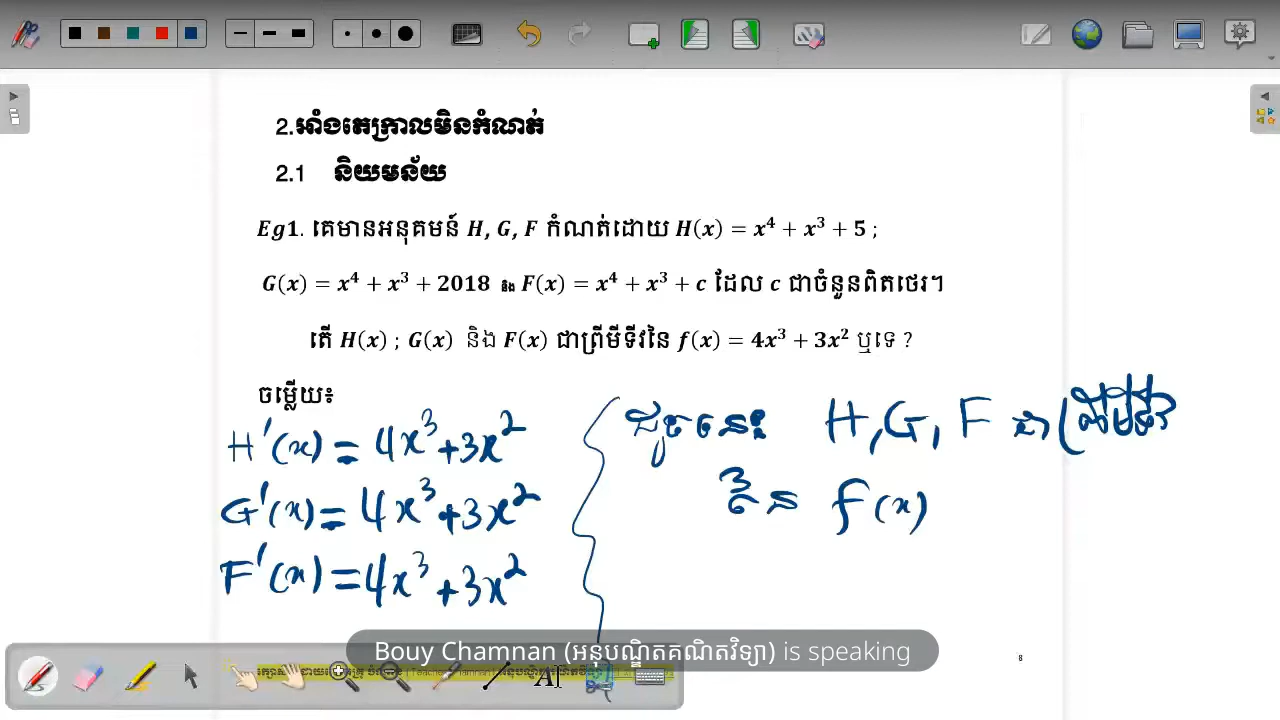 2.អាំងតេក្រាលមិនកំណត់
2.1 និយមន័យ
Eg1. គេមានអនុគមន៍ H, G, F កំណត់ដោយ H(x) = x⁴ + x³ + 5 ;
G(x) = x⁴ + x³ + 2018 និង F(x) = x⁴ + x³ + c ដែល c ជាចំនួនពិតថេរ។
តើ H(x) ; G(x) និង F(x) ជាព្រីមីទីវនៃ f(x) = 4x³ + 3x² ឬទេ ?
ចម្លើយ៖
H'(x) = 4x³+3x²
G'(x) = 4x³+3x²
F'(x) = 4x³+3x²
ដូចនេះ H, G, F ជាព្រីមីទីវ
នៃ f(x)
Bouy Chamnan (អនុបណ្ឌិតគណិតវិទ្យា) is speaking
8